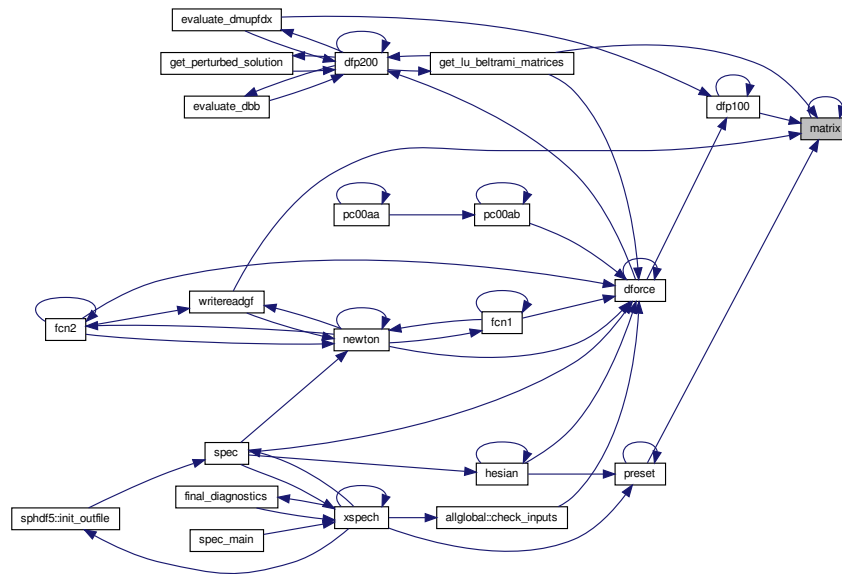 evaluate_dmupfdx
get_perturbed_solution
dfp200
get_lu_beltrami_matrices
evaluate_dbb
dfp100
matrix
pc00aa
pc00ab
dforce
writereadgf
fcn2
newton
fcn1
spec
hesian
preset
final_diagnostics
sphdf5::init_outfile
xspech
allglobal::check_inputs
spec_main